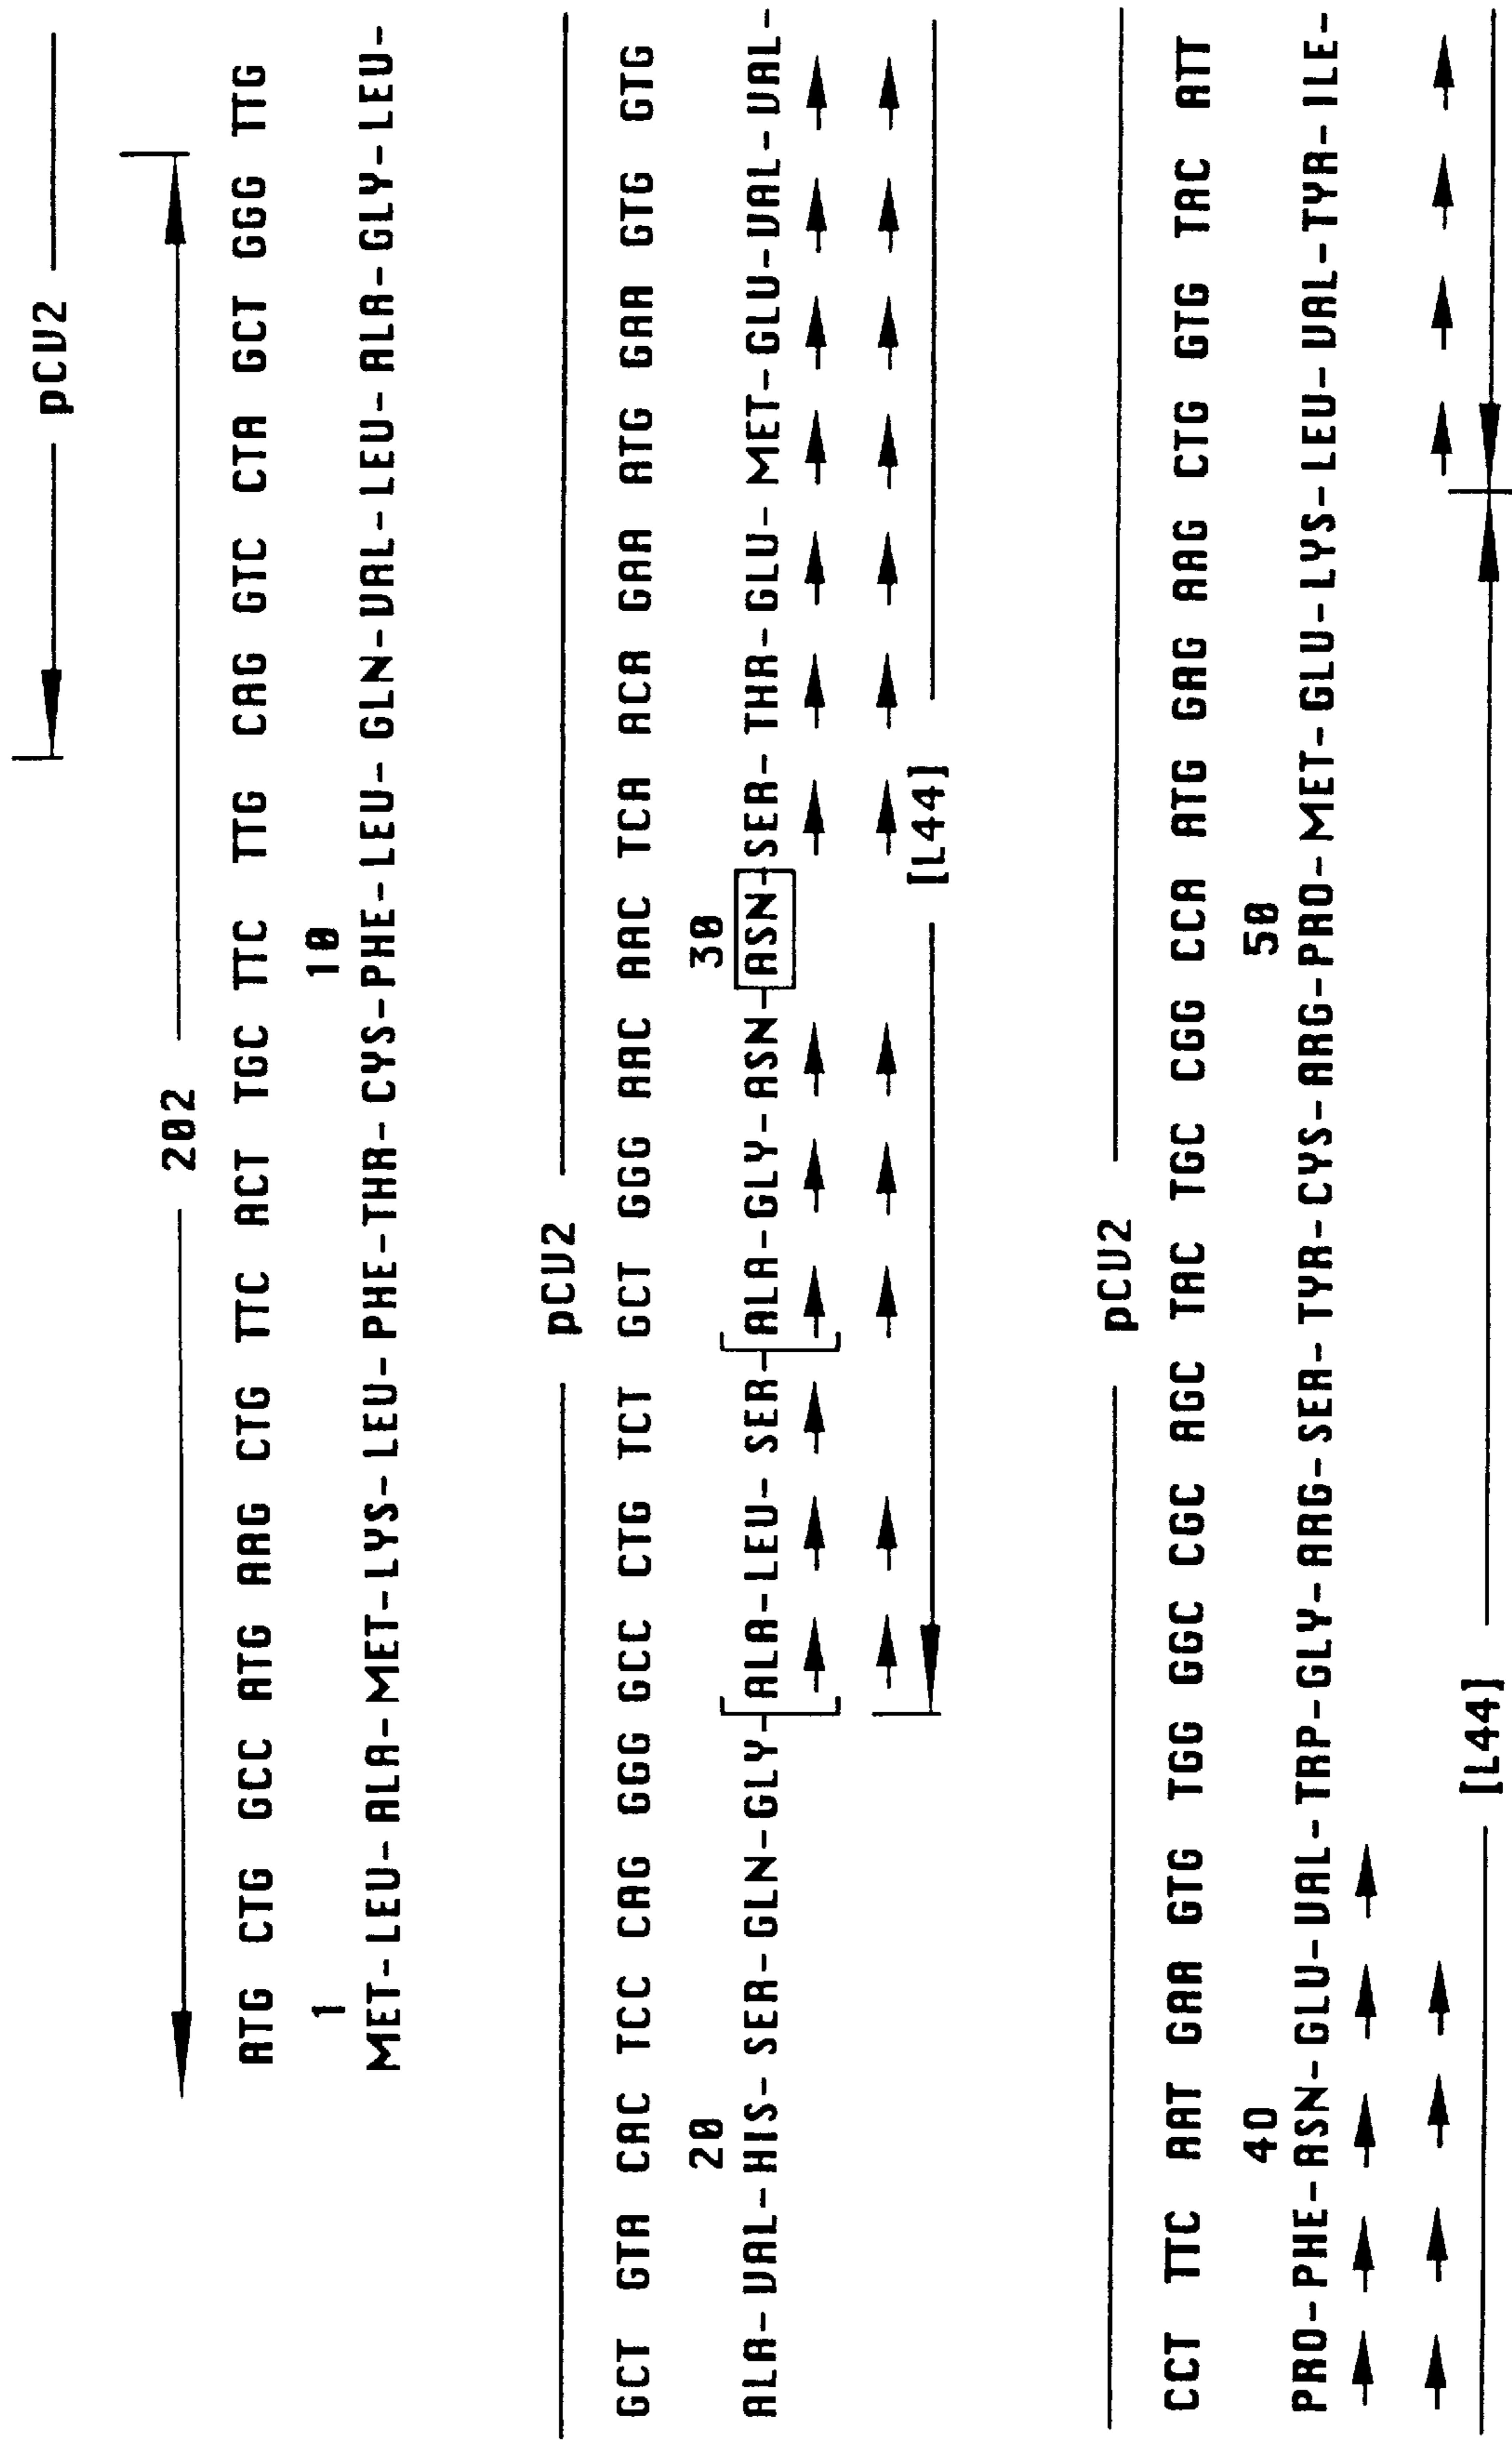 pCV2
202
ATG CTG GCC ATG AAG CTG TTC ACT TGC TTC TTG CAG GTC CTA GCT GGG TTG
1 10
MET-LEU-ALA-MET-LYS-LEU-PHE-THR-CYS-PHE-LEU-GLN-VAL-LEU-ALA-GLY-LEU-
pCV2
GCT GTA CAC TCC CAG GGG GCC CTG TCT GCT GGG AAC AAC TCA ACA GAA ATG GAA GTG GTG
20 30
ALA-VAL-HIS-SER-GLN-GLY-ALA-LEU-SER-ALA-GLY-ASN-ASN-SER-THR-GLU-MET-GLU-VAL-VAL-
[L44]
pCV2
CCT TTC AAT GAA GTG TGG GGC CGC AGC TAC TGC CGG CCA ATG GAG AAG CTG GTG TAC ATT
40 50
PRO-PHE-ASN-GLU-VAL-TRP-GLY-ARG-SER-TYR-CYS-ARG-PRO-MET-GLU-LYS-LEU-VAL-TYR-ILE-
[L44]